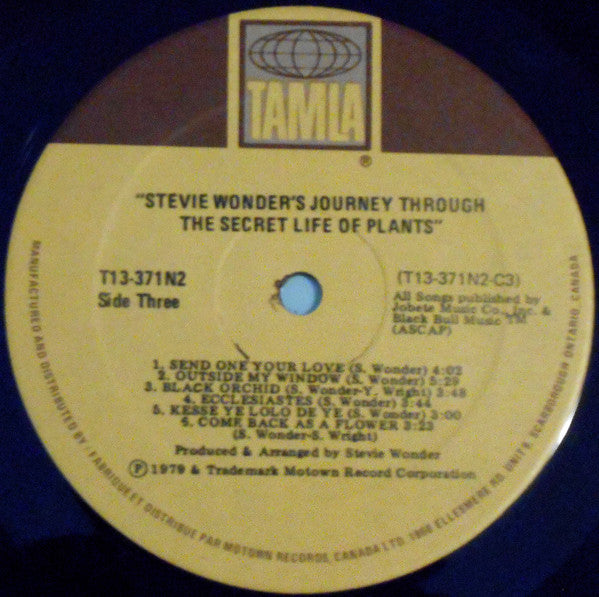 TAMLA
®
"STEVIE WONDER'S JOURNEY THROUGH
THE SECRET LIFE OF PLANTS"
T13-371N2
Side Three
(T13-371N2-C3)
All Songs published by
Jobete Music Co., Inc. &
Black Bull Music TM
(ASCAP)
1. SEND ONE YOUR LOVE (S. Wonder) 4:02
2. OUTSIDE MY WINDOW (S. Wonder) 5:29
3. BLACK ORCHID (S. Wonder-Y. Wright) 3:48
4. ECCLESIASTES (S. Wonder) 3:44
5. KESSE YE LOLO DE YE (S. Wonder) 3:00
6. COME BACK AS A FLOWER 3:23
(S. Wonder-S. Wright)
Produced & Arranged by Stevie Wonder
Ⓟ 1979 & Trademark Motown Record Corporation
MANUFACTURED AND DISTRIBUTED BY : FABRIQUE ET DISTRIBUE PAR MOTOWN RECORDS, CANADA LTD. 1988 ELLESMERE RD. UNIT 9, SCARBOROUGH ONTARIO, CANADA